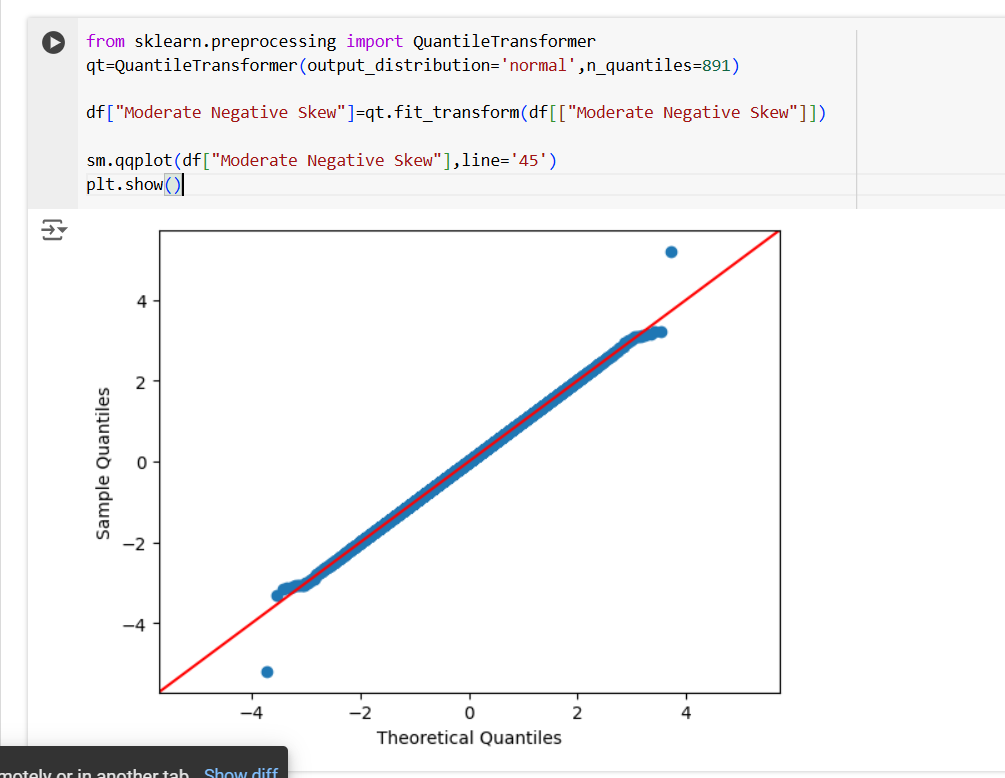 from sklearn.preprocessing import QuantileTransformer
qt=QuantileTransformer(output_distribution='normal',n_quantiles=891)
df["Moderate Negative Skew"]=qt.fit_transform(df[["Moderate Negative Skew"]])
sm.qqplot(df["Moderate Negative Skew"],line='45')
plt.show()
4
2
0
−2
−4
Sample Quantiles
−4 −2 0 2 4
Theoretical Quantiles
motely or in another tab. Show diff